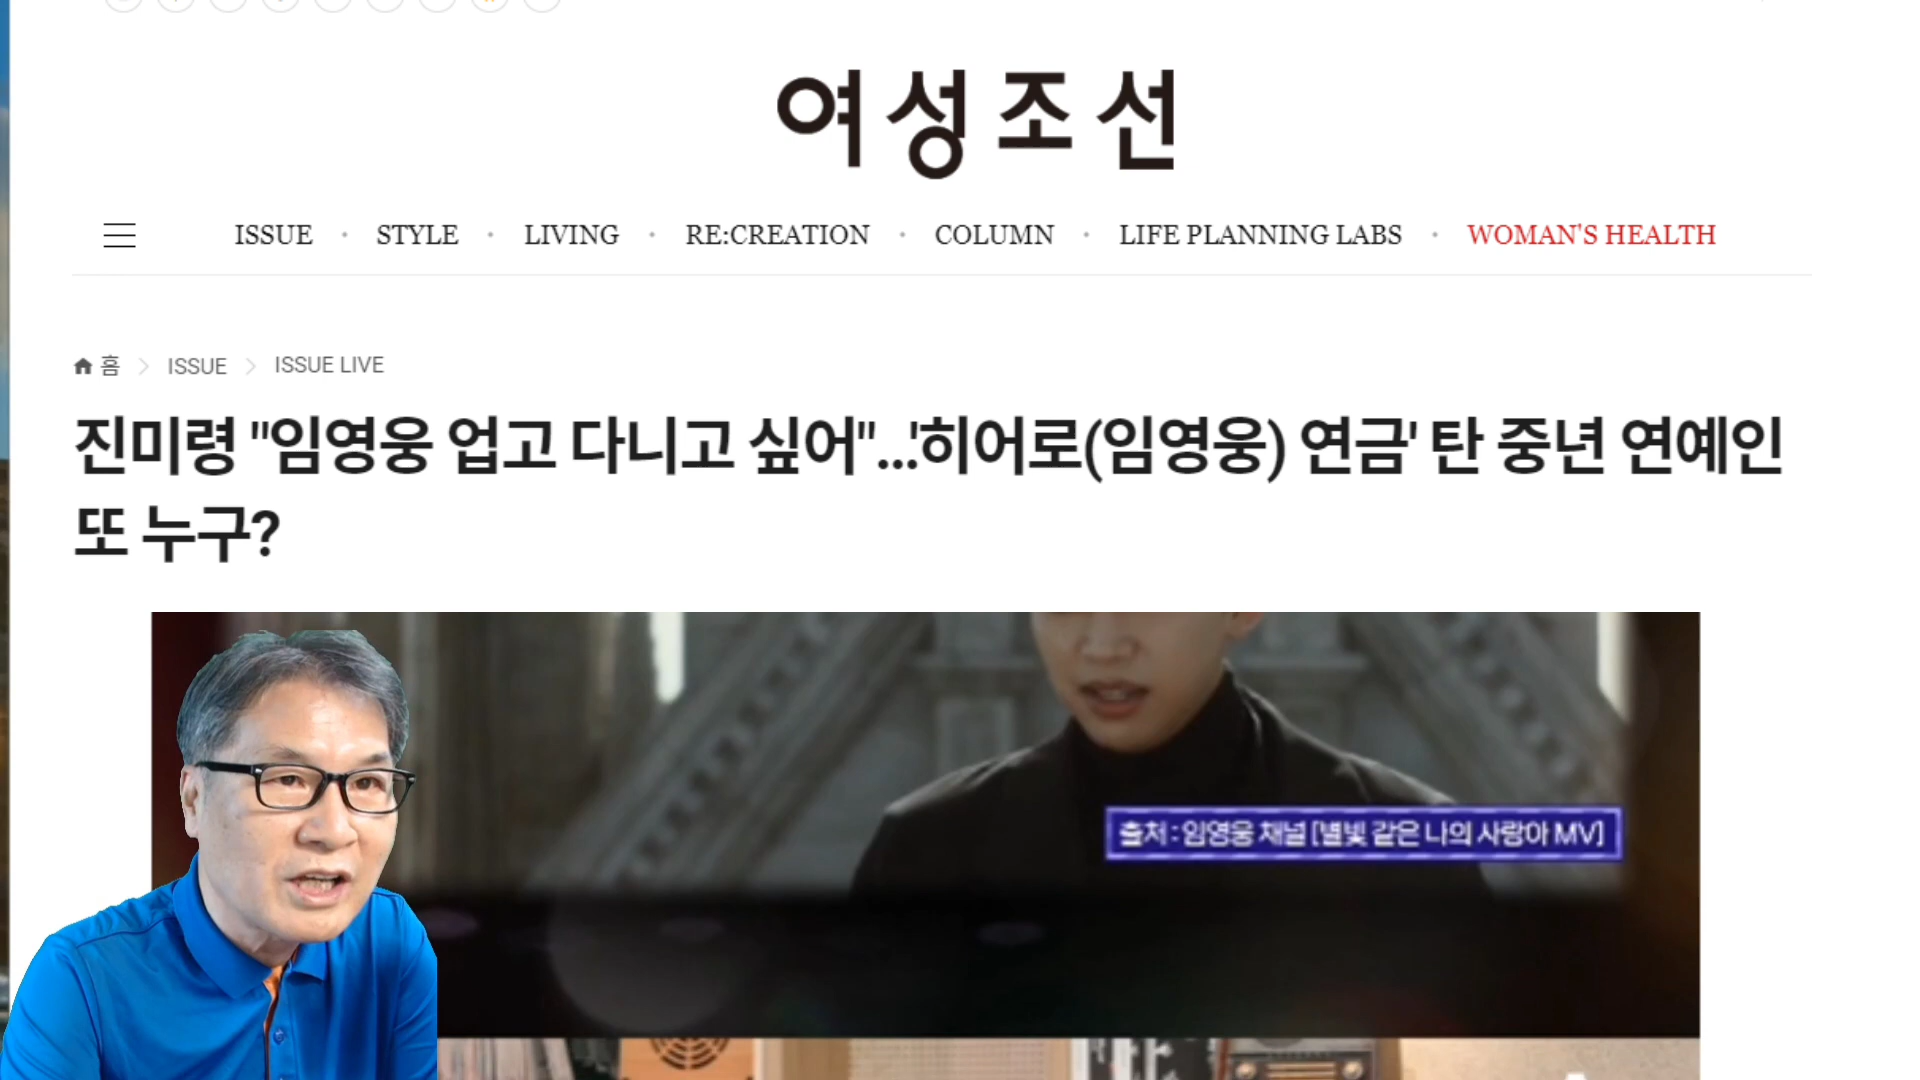 여성조선
ISSUE · STYLE · LIVING · RE:CREATION · COLUMN · LIFE PLANNING LABS · WOMAN'S HEALTH
홈 > ISSUE > ISSUE LIVE
진미령 "임영웅 업고 다니고 싶어"...'히어로(임영웅) 연금' 탄 중년 연예인
또 누구?
출처 : 임영웅 채널 [별빛 같은 나의 사랑아 MV]